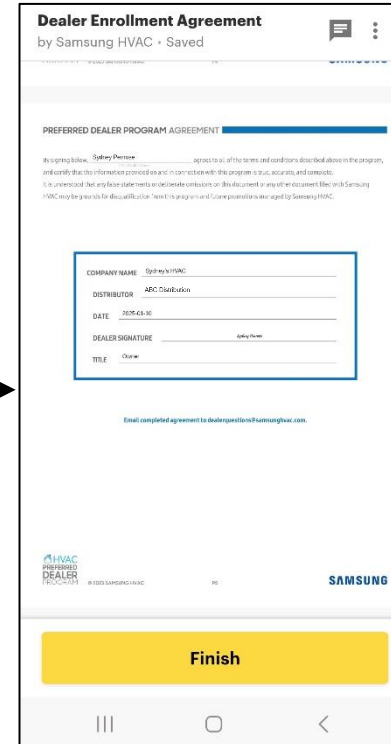 Dealer Enrollment Agreement
by Samsung HVAC • Saved
SAMSUNG
PREFERRED DEALER PROGRAM AGREEMENT
By signing below, Sydney Penrose agrees to all of the terms and conditions described above in the program,
and certify that the information provided on and in connection with this program is true, accurate, and complete.
It is understood that any false statements or deliberate omissions on this document or any other document filed with Samsung
HVAC may be grounds for disqualification from this program and future promotions managed by Samsung HVAC.
COMPANY NAME Sydney's HVAC
DISTRIBUTOR ABC Distribution
DATE 2025-01-10
DEALER SIGNATURE
TITLE Owner
Email completed agreement to dealerquestions@samsunghvac.com.
HVAC
PREFERRED
DEALER
PROGRAM
SAMSUNG HVAC
SAMSUNG
Finish